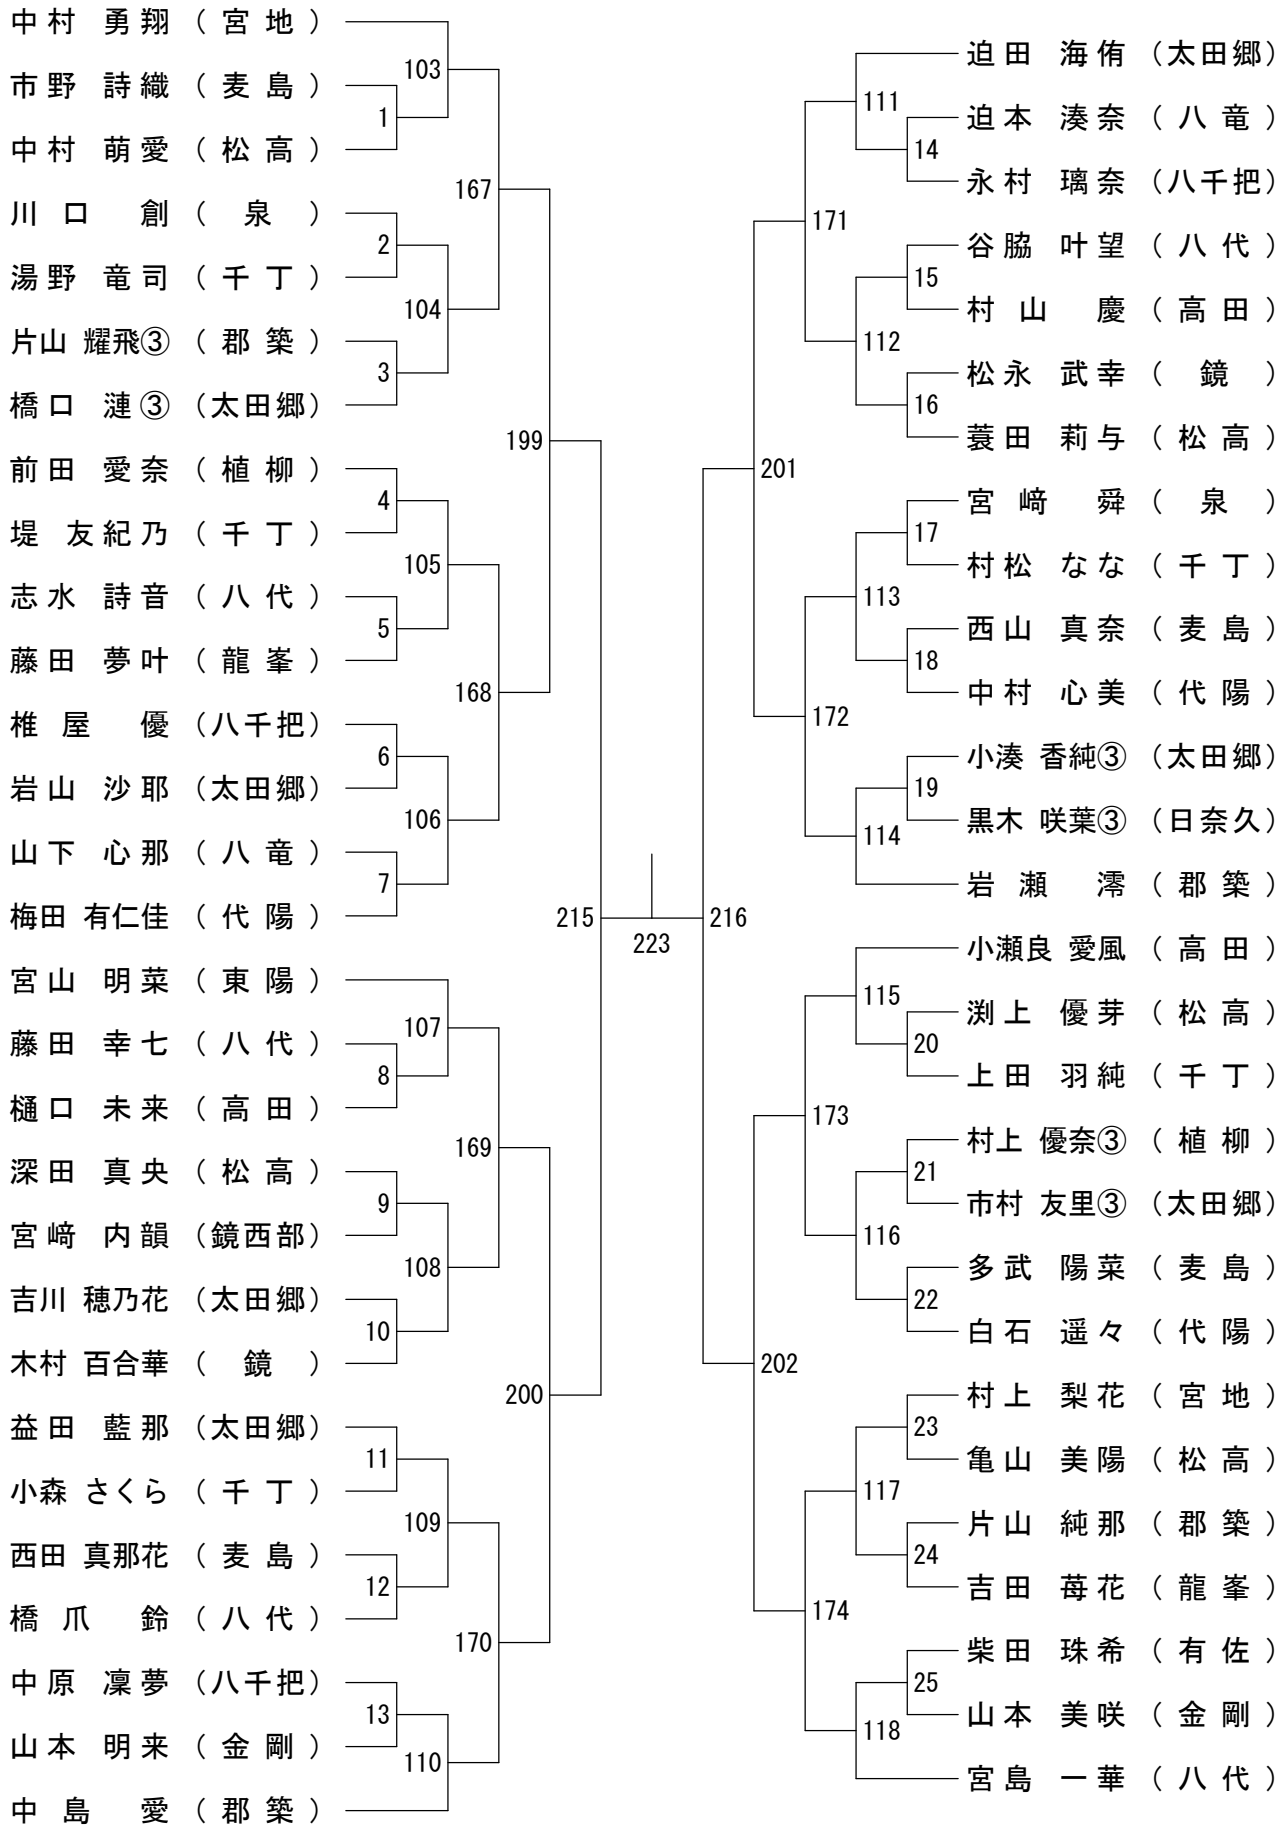 中村 勇翔 (宮地)
市野 詩織 (麦島)
中村 萌愛 (松高)
川口 創 (泉)
湯野 竜司 (千丁)
片山 耀飛③ (郡築)
橋口 漣③ (太田郷)
前田 愛奈 (植柳)
堤 友紀乃 (千丁)
志水 詩音 (八代)
藤田 夢叶 (龍峯)
椎屋 優 (八千把)
岩山 沙耶 (太田郷)
山下 心那 (八竜)
梅田 有仁佳 (代陽)
宮山 明菜 (東陽)
藤田 幸七 (八代)
樋口 未来 (高田)
深田 真央 (松高)
宮﨑 内韻 (鏡西部)
吉川 穂乃花 (太田郷)
木村 百合華 (鏡)
益田 藍那 (太田郷)
小森 さくら (千丁)
西田 真那花 (麦島)
橋爪 鈴 (八代)
中原 凜夢 (八千把)
山本 明来 (金剛)
中島 愛 (郡築)
1
2
3
4
5
6
7
8
9
10
11
12
13
103
104
105
106
107
108
109
110
167
168
169
170
199
200
215
223
216
201
202
171
172
173
174
111
112
113
114
115
116
117
118
14
15
16
17
18
19
20
21
22
23
24
25
迫田 海侑 (太田郷)
迫本 湊奈 (八竜)
永村 璃奈 (八千把)
谷脇 叶望 (八代)
村山 慶 (高田)
松永 武幸 (鏡)
蓑田 莉与 (松高)
宮﨑 舜 (泉)
村松 なな (千丁)
西山 真奈 (麦島)
中村 心美 (代陽)
小湊 香純③ (太田郷)
黒木 咲葉③ (日奈久)
岩瀬 澪 (郡築)
小瀬良 愛風 (高田)
渕上 優芽 (松高)
上田 羽純 (千丁)
村上 優奈③ (植柳)
市村 友里③ (太田郷)
多武 陽菜 (麦島)
白石 遥々 (代陽)
村上 梨花 (宮地)
亀山 美陽 (松高)
片山 純那 (郡築)
吉田 苺花 (龍峯)
柴田 珠希 (有佐)
山本 美咲 (金剛)
宮島 一華 (八代)